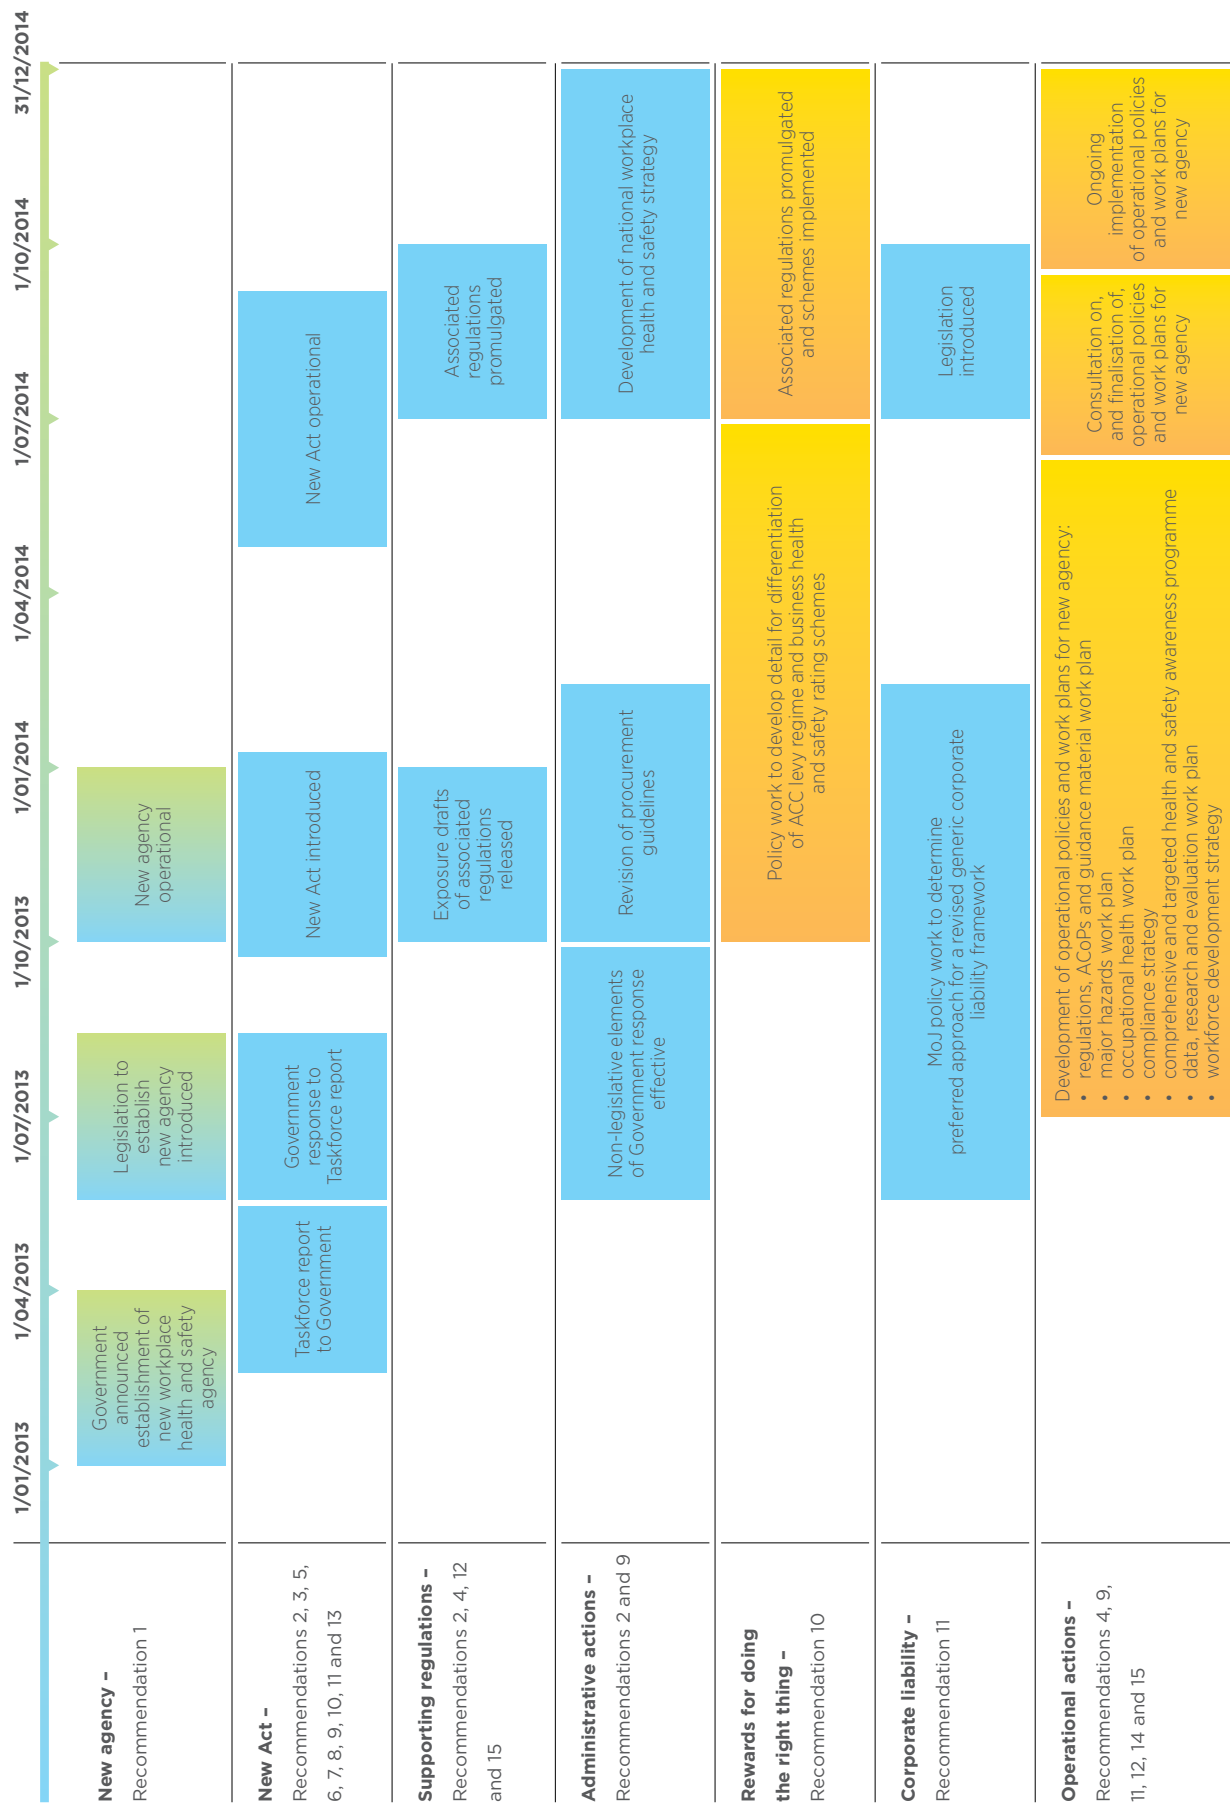 1/01/2013
1/04/2013
1/07/2013
1/10/2013
1/01/2014
1/04/2014
1/07/2014
1/10/2014
31/12/2014
New agency –
Recommendation 1
Government
announced
establishment of
new workplace
health and safety
agency
Legislation to
establish
new agency
introduced
New agency
operational
New Act –
Recommendations 2, 3, 5,
6, 7, 8, 9, 10, 11 and 13
Taskforce report
to Government
Government
response to
Taskforce report
New Act introduced
New Act operational
Supporting regulations –
Recommendations 2, 4, 12
and 15
Exposure drafts
of associated
regulations
released
Associated
regulations
promulgated
Administrative actions –
Recommendations 2 and 9
Non-legislative elements
of Government response
effective
Revision of procurement
guidelines
Development of national workplace
health and safety strategy
Rewards for doing
the right thing –
Recommendation 10
Policy work to develop detail for differentiation
of ACC levy regime and business health
and safety rating schemes
Associated regulations promulgated
and schemes implemented
Corporate liability –
Recommendation 11
MoJ policy work to determine
preferred approach for a revised generic corporate
liability framework
Legislation
introduced
Operational actions –
Recommendations 4, 9,
11, 12, 14 and 15
Development of operational policies and work plans for new agency:
• regulations, ACoPs and guidance material work plan
• major hazards work plan
• occupational health work plan
• compliance strategy
• comprehensive and targeted health and safety awareness programme
• data, research and evaluation work plan
• workforce development strategy
Consultation on,
and finalisation of,
operational policies
and work plans for
new agency
Ongoing
implementation
of operational policies
and work plans for
new agency